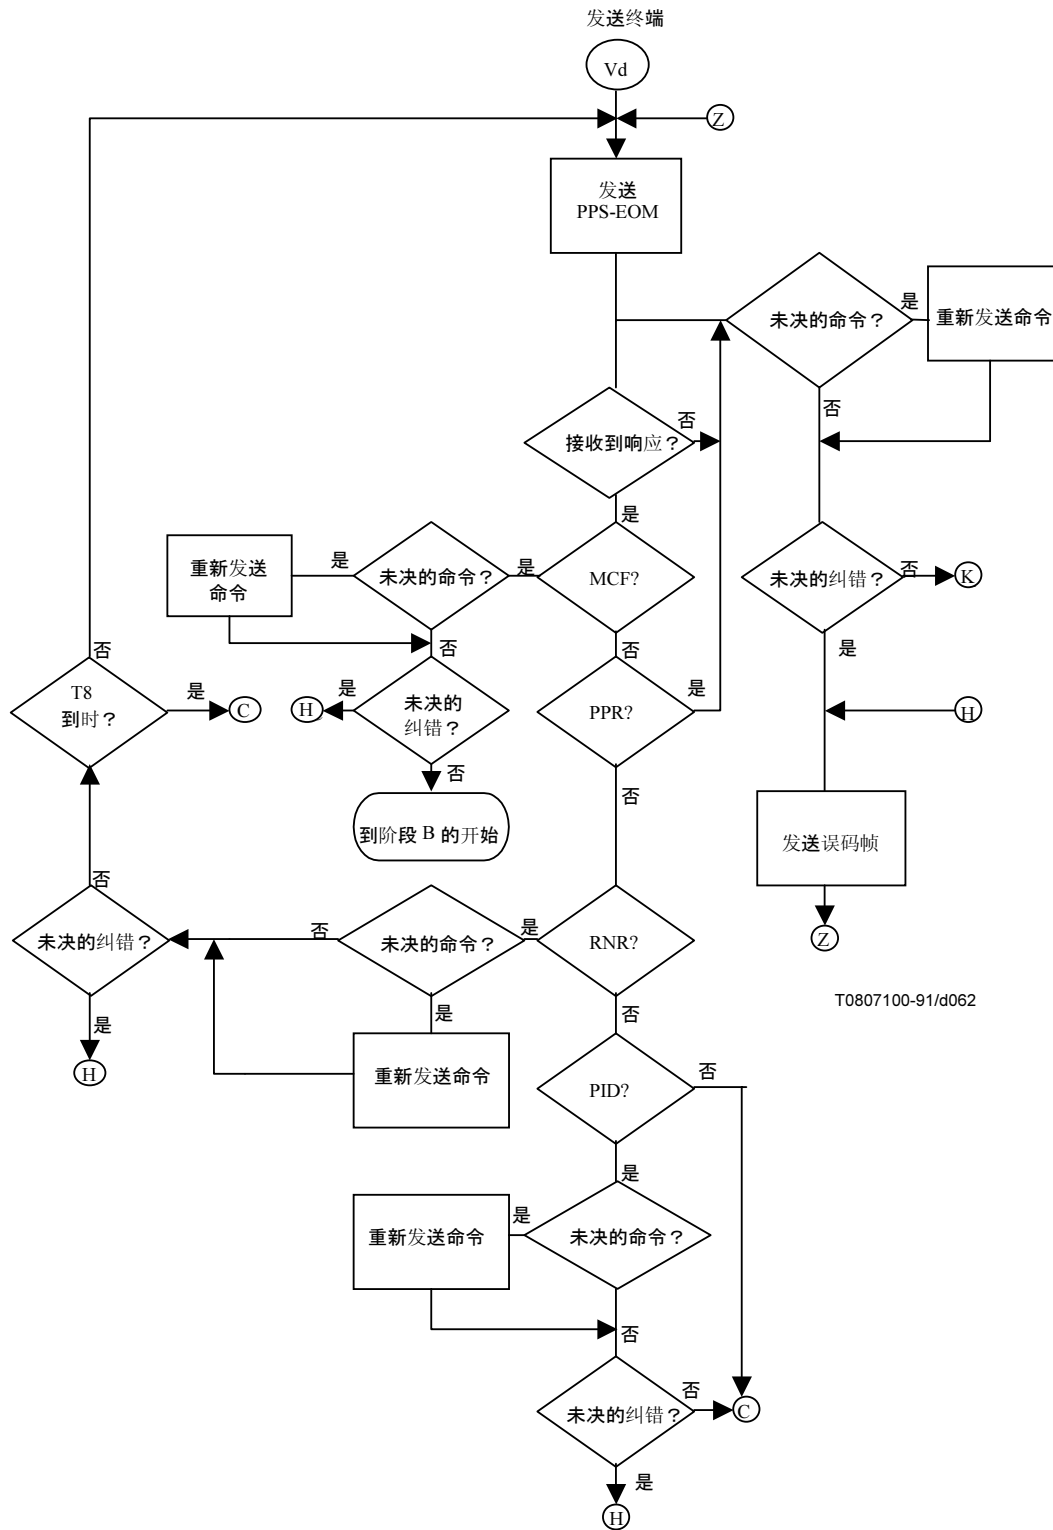 发送终端
Vd
Z
发送
PPS-EOM
未决的命令？
是
重新发送命令
否
接收到响应？
否
是
重新发送
命令
是
未决的命令？
是
MCF?
未决的纠错？
否
K
否
否
是
否
T8
到时？
是
C
H
是
未决的
纠错？
PPR?
是
H
否
否
到阶段 B 的开始
发送误码帧
否
未决的纠错？
否
未决的命令？
是
RNR?
Z
T0807100-91/d062
是
是
否
H
重新发送命令
PID?
否
是
重新发送命令
是
未决的命令？
否
未决的纠错？
否
C
是
H